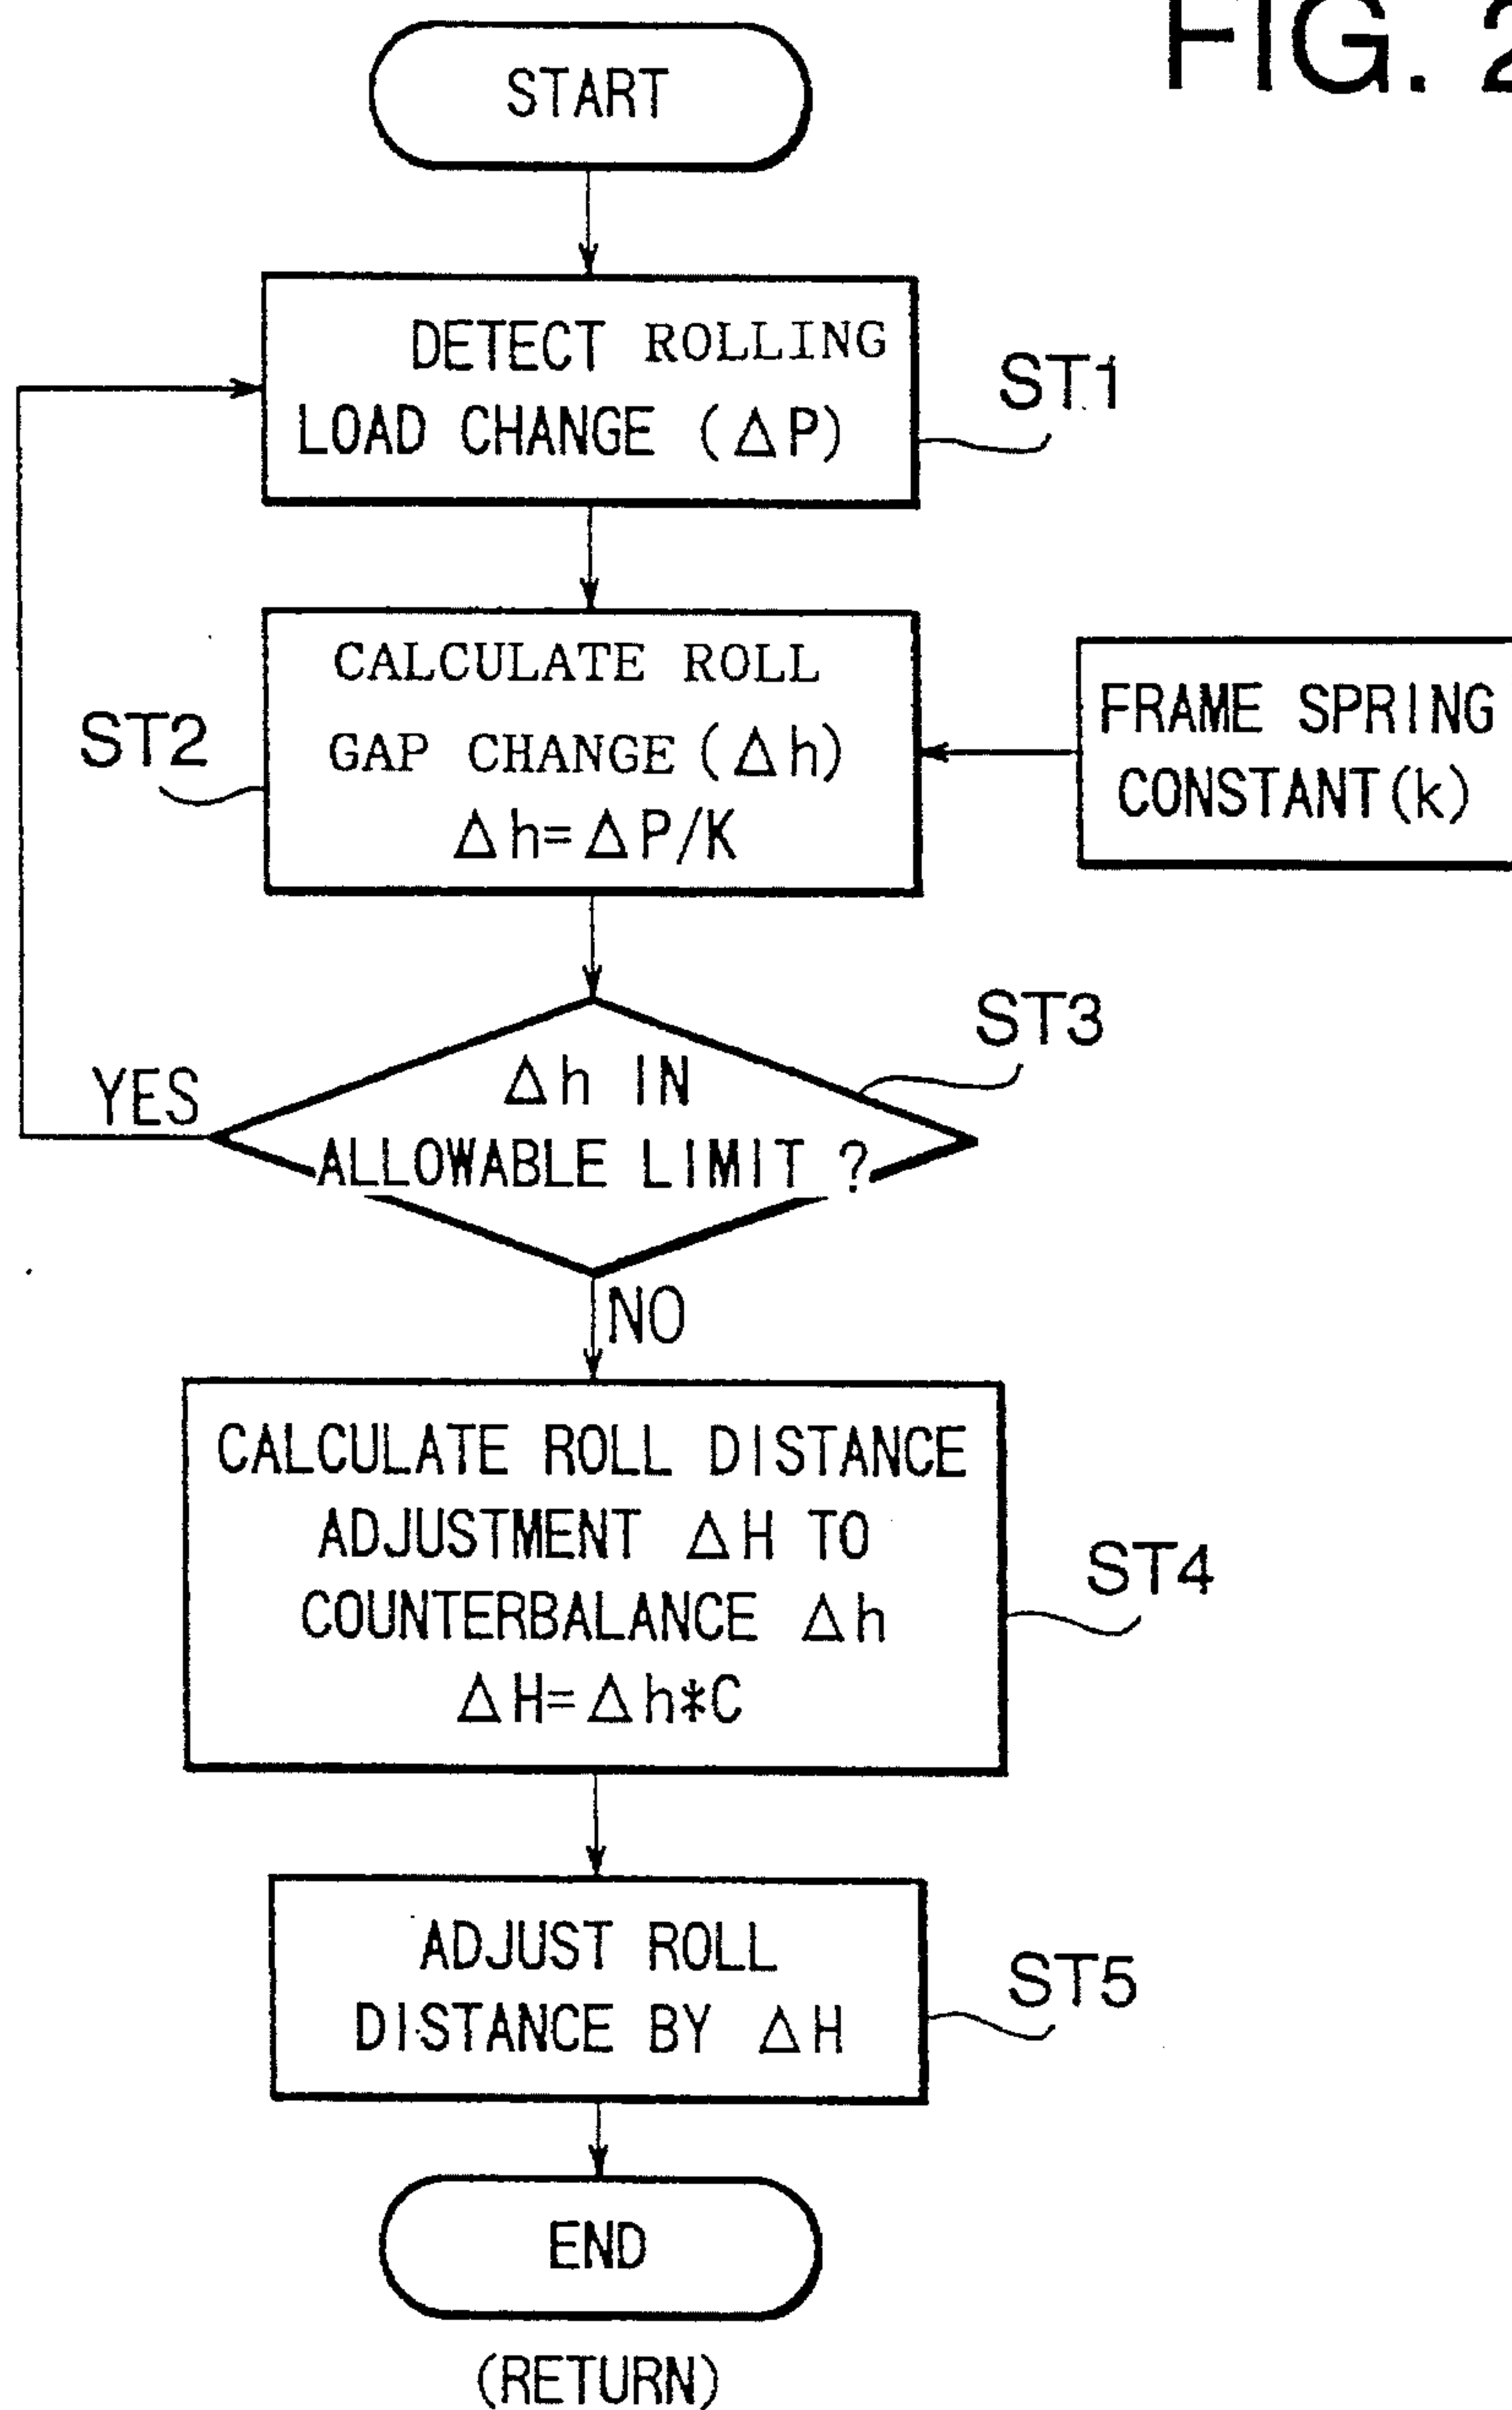 FIG. 2
START
DETECT ROLLING
LOAD CHANGE (ΔP)
ST1
CALCULATE ROLL
GAP CHANGE (Δh)
Δh=ΔP/K
ST2
FRAME SPRING
CONSTANT(k)
Δh IN
ALLOWABLE LIMIT ?
ST3
YES
NO
CALCULATE ROLL DISTANCE
ADJUSTMENT ΔH TO
COUNTERBALANCE Δh
ΔH=Δh*C
ST4
ADJUST ROLL
DISTANCE BY ΔH
ST5
END
(RETURN)